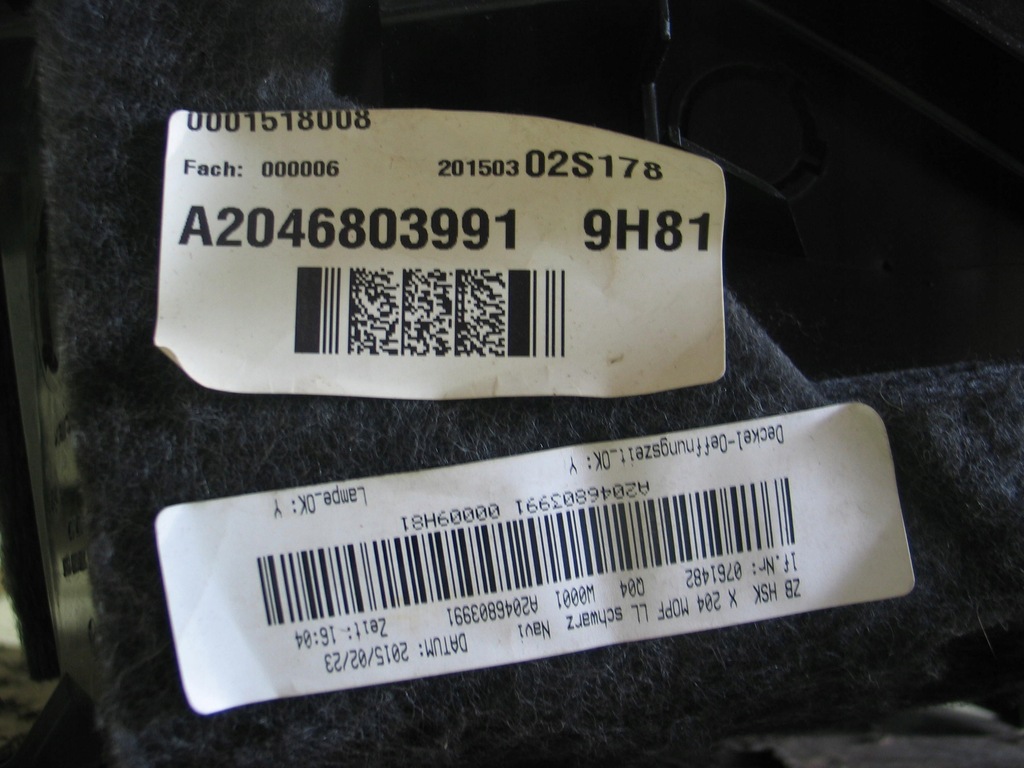 0001518008
Fach: 000006 201503 02S178
A2046803991 9H81
ZB HSK X 204 MOPF LL schwarz Navi DATUM: 2015/02/23
lf.Nr: 0761482 Q04 W0001 A2046803991 Zeit: 16:04
A2046803991 00009H81
Deckel-Oeffnungszeit_OK: Y Lampe_OK: Y